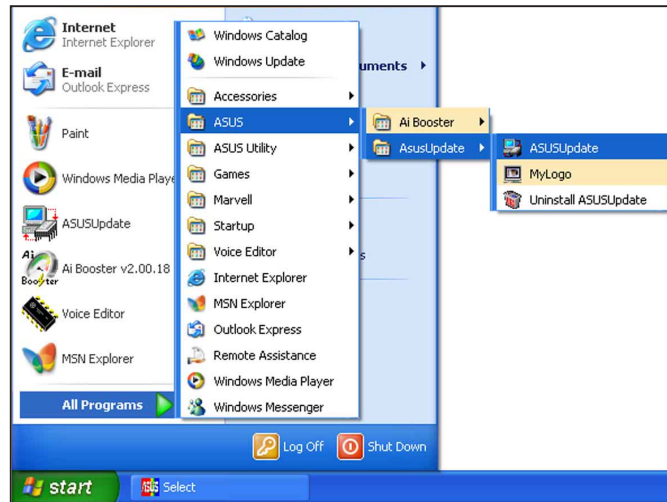 Internet
Internet Explorer
E-mail
Outlook Express
Paint
Windows Media Playe
ASUSUpdate
Ai Booster v2.00.18
Voice Editor
MSN Explorer
All Programs
Windows Catalog
Windows Update
Accessories
ASUS
ASUS Utility
Games
Marvell
Startup
Voice Editor
Internet Explorer
MSN Explorer
Outlook Express
Remote Assistance
Windows Media Player
Windows Messenger
uments
s
Ai Booster
AsusUpdate
ASUSUpdate
MyLogo
Uninstall ASUSUpdate
Log Off
Shut Down
start
Select